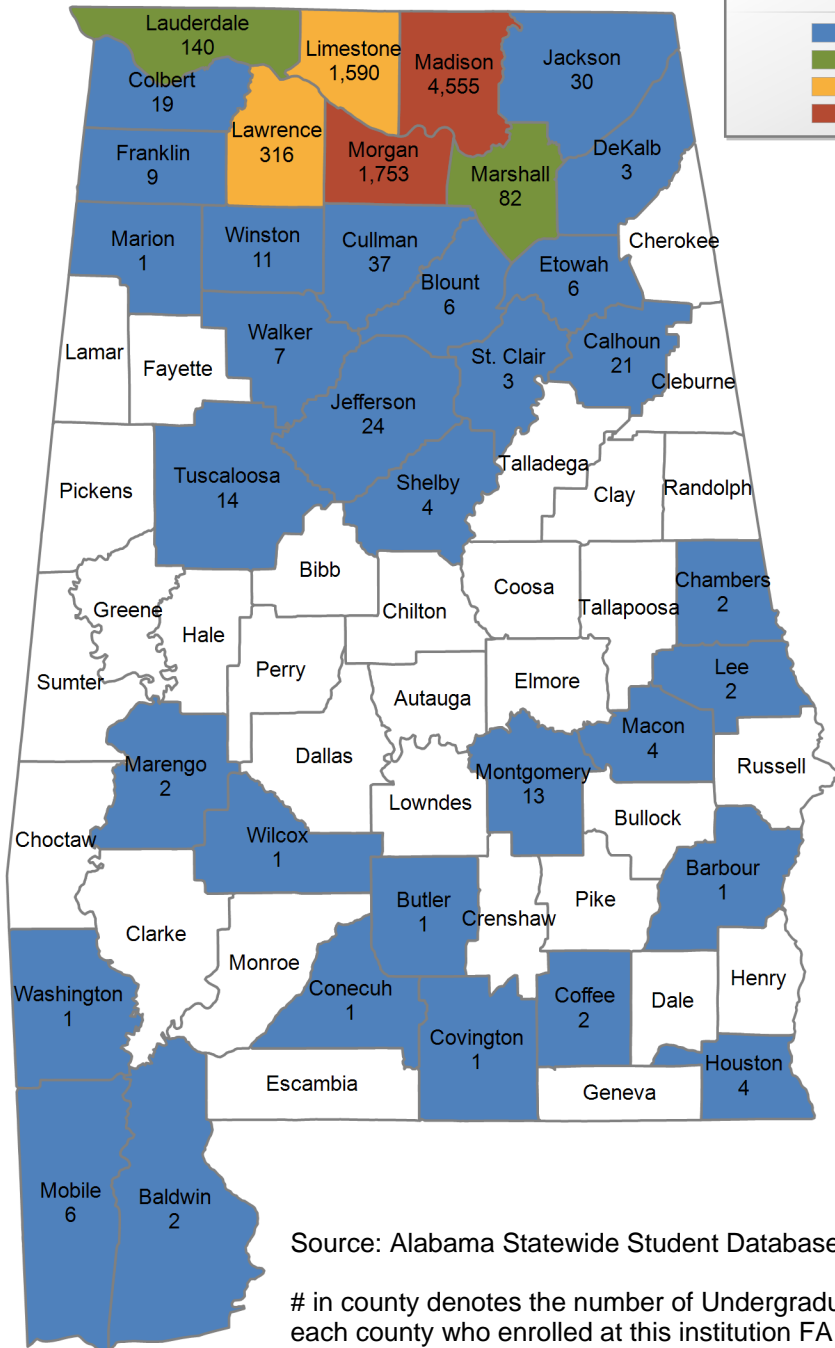 Lauderdale
140
Limestone
1,590
Madison
4,555
Jackson
30
Colbert
19
Lawrence
316
Morgan
1,753
Marshall
82
DeKalb
3
Franklin
9
Marion
1
Winston
11
Cullman
37
Blount
6
Etowah
6
Cherokee
Lamar
Fayette
Walker
7
Jefferson
24
St. Clair
3
Calhoun
21
Cleburne
Pickens
Tuscaloosa
14
Shelby
4
Talladega
Clay
Randolph
Greene
Hale
Bibb
Chilton
Coosa
Tallapoosa
Chambers
2
Sumter
Perry
Autauga
Elmore
Lee
2
Marengo
2
Dallas
Lowndes
Montgomery
13
Macon
4
Russell
Bullock
Choctaw
Wilcox
1
Butler
1
Crenshaw
Pike
Barbour
1
Clarke
Monroe
Conecuh
1
Covington
1
Coffee
2
Dale
Henry
Washington
1
Escambia
Geneva
Houston
4
Mobile
6
Baldwin
2
Source: Alabama Statewide Student Database
# in county denotes the number of Undergradu
each county who enrolled at this institution FA